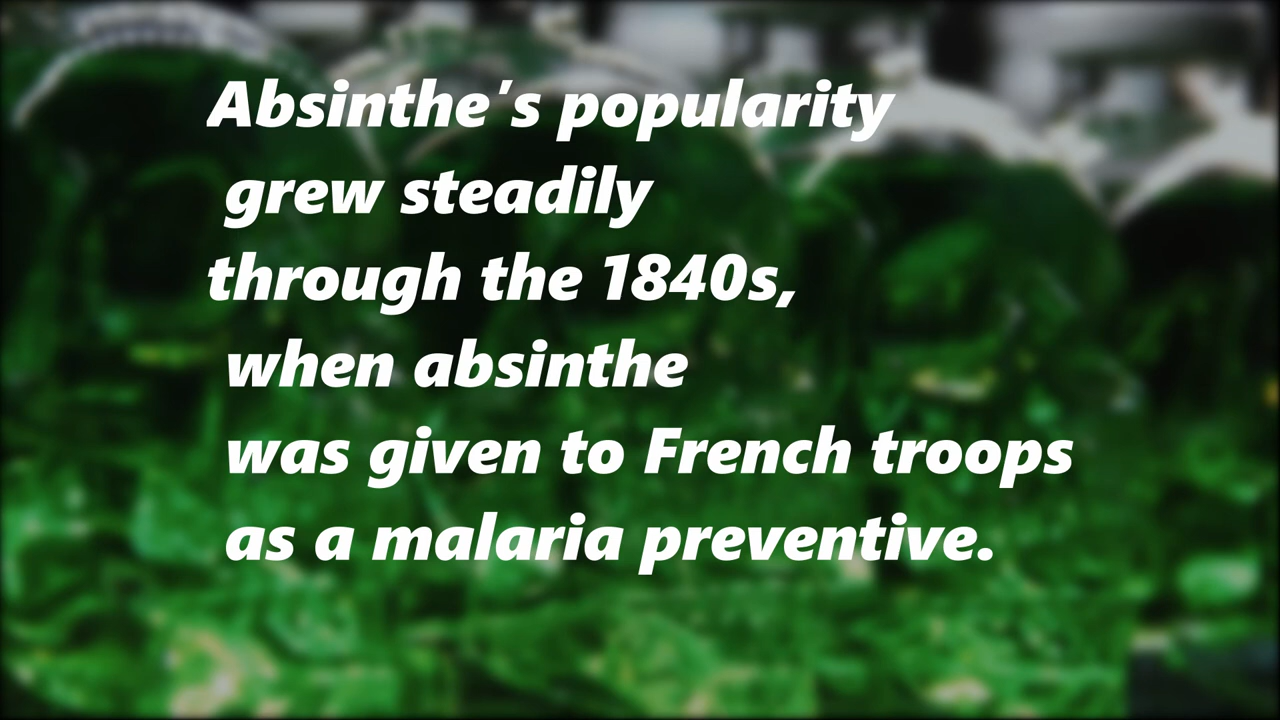 Absinthe's popularity
grew steadily
through the 1840s,
when absinthe
was given to French troops
as a malaria preventive.